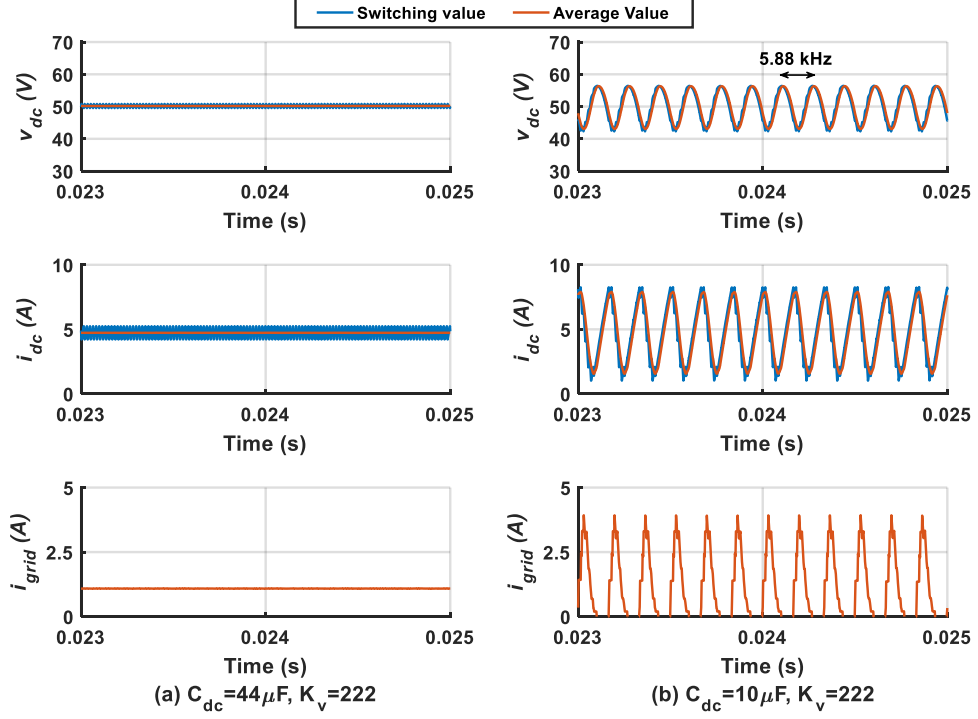 Switching value Average Value
70
60
50
40
30
v_dc (V)
0.023 0.024 0.025
Time (s)
5.88 kHz
70
60
50
40
30
v_dc (V)
0.023 0.024 0.025
Time (s)
10
5
0
i_dc (A)
0.023 0.024 0.025
Time (s)
10
5
0
i_dc (A)
0.023 0.024 0.025
Time (s)
5
2.5
0
i_grid (A)
0.023 0.024 0.025
Time (s)
(a) C_dc=44μF, K_v=222
5
2.5
0
i_grid (A)
0.023 0.024 0.025
Time (s)
(b) C_dc=10μF, K_v=222